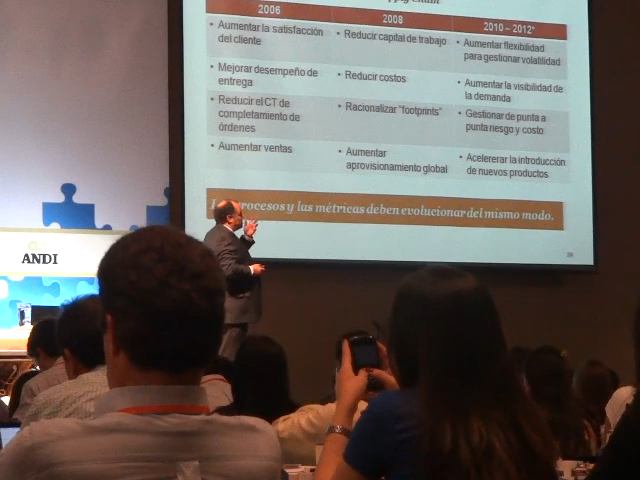 2006
2008
2010 – 2012*
• Aumentar la satisfacción
del cliente
• Reducir capital de trabajo
• Aumentar flexibilidad
para gestionar volatilidad
• Mejorar desempeño de
entrega
• Reducir costos
• Aumentar la visibilidad de
la demanda
• Reducir el CT de
completamiento de
órdenes
• Racionalizar "footprints"
• Gestionar de punta a
punta riesgo y costo
• Aumentar ventas
• Aumentar
aprovisionamiento global
• Acelererar la introducción
de nuevos productos
procesos y las métricas deben evolucionar del mismo modo.
ANDI